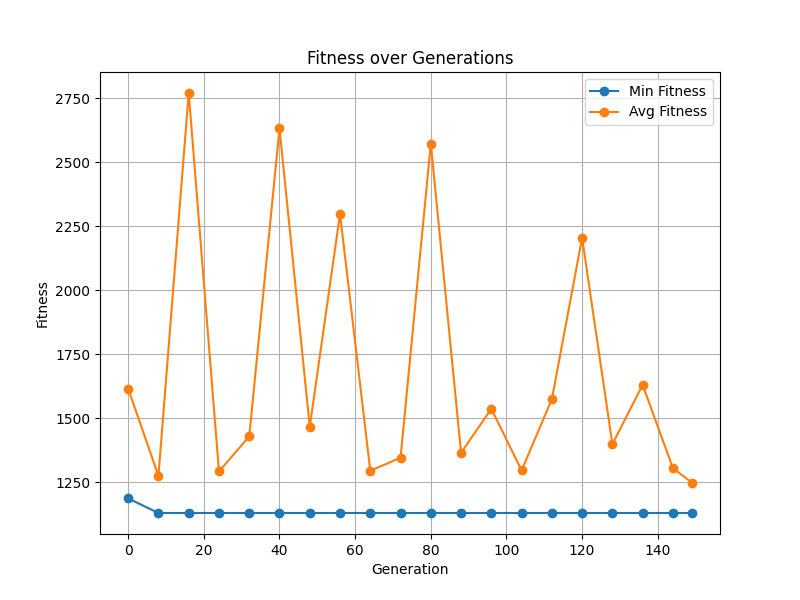 Fitness over Generations
Min Fitness
Avg Fitness
2750
2500
2250
2000
1750
1500
1250
Fitness
0 20 40 60 80 100 120 140
Generation